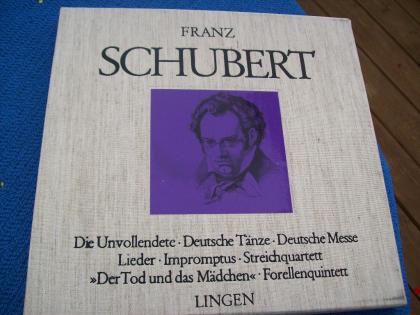 FRANZ
SCHUBERT
Die Unvollendete · Deutsche Tänze · Deutsche Messe
Lieder · Impromptus · Streichquartett
»Der Tod und das Mädchen« · Forellenquintett
LINGEN